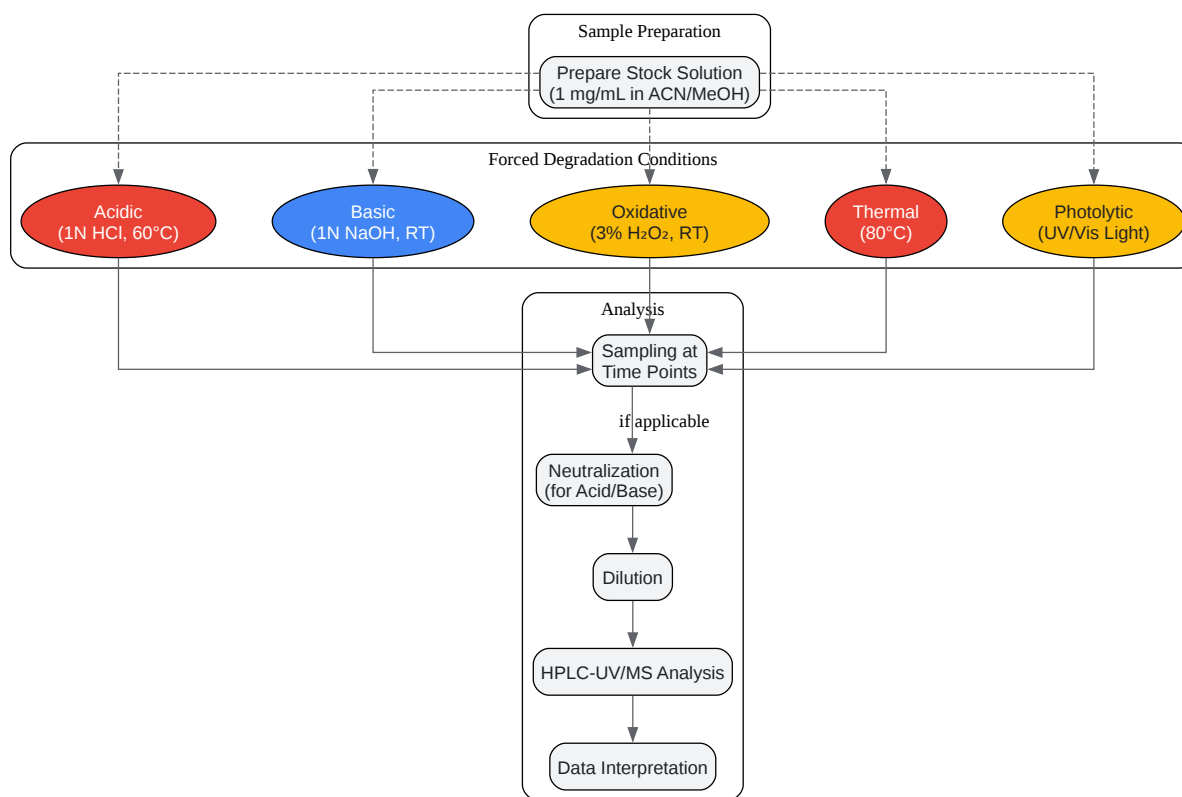 Sample Preparation
Prepare Stock Solution
(1 mg/mL in ACN/MeOH)
Forced Degradation Conditions
Acidic
(1N HCl, 60°C)
Basic
(1N NaOH, RT)
Oxidative
(3% H₂O₂, RT)
Thermal
(80°C)
Photolytic
(UV/Vis Light)
Analysis
Sampling at
Time Points
if applicable
Neutralization
(for Acid/Base)
Dilution
HPLC-UV/MS Analysis
Data Interpretation